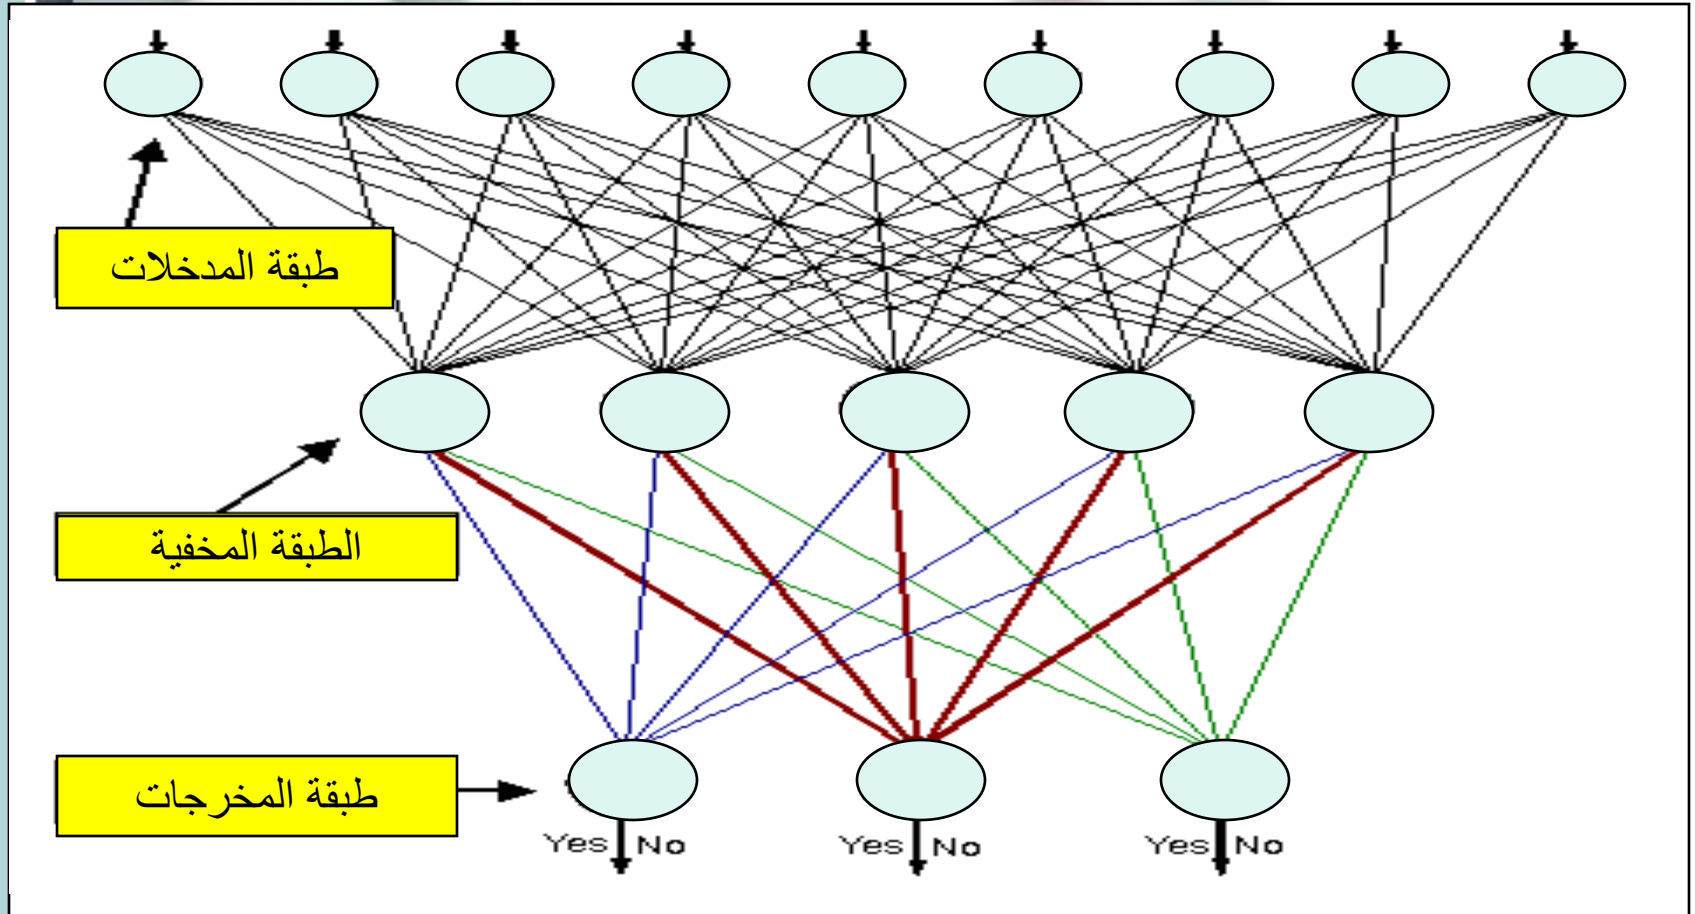 طبقة المدخلات
الطبقة المخفية
طبقة المخرجات
Yes No Yes No Yes No